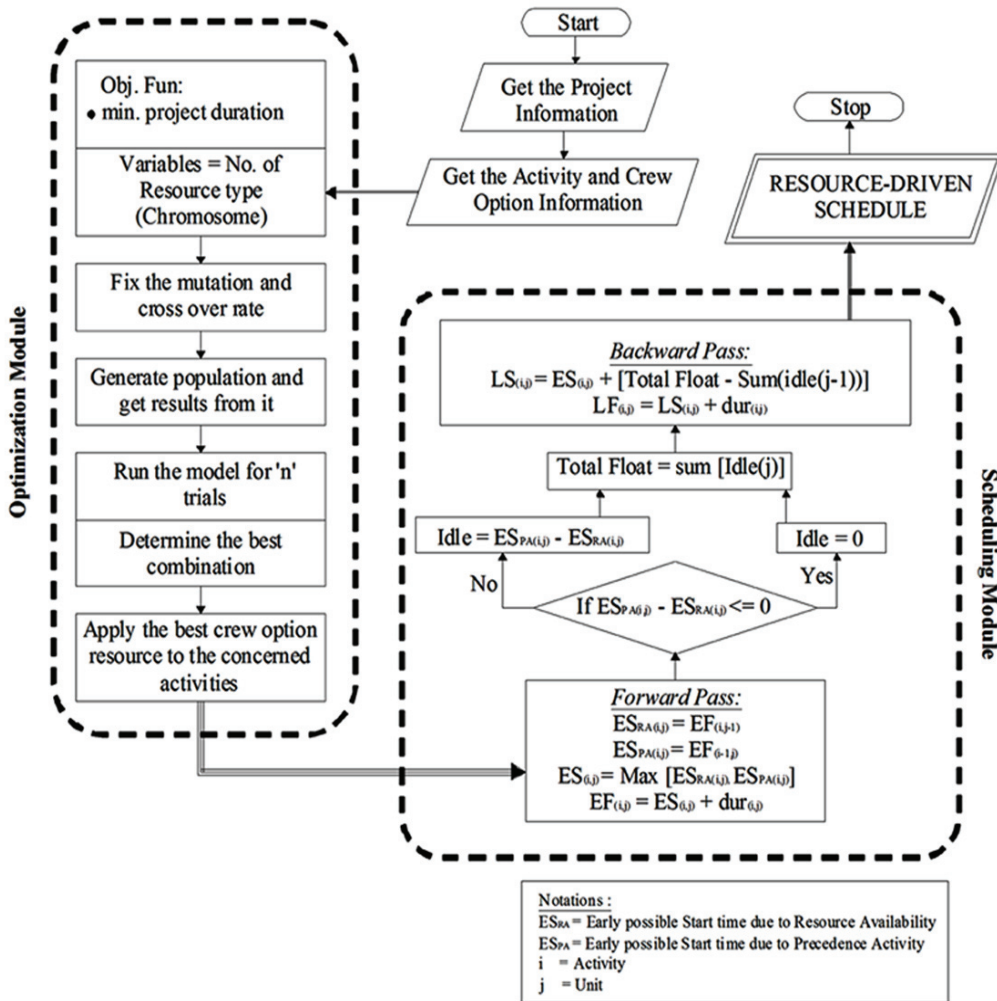 Start
Get the Project
Information
Get the Activity and Crew
Option Information
Stop
RESOURCE-DRIVEN
SCHEDULE
Optimization Module
Obj. Fun:
• min. project duration
Variables = No. of
Resource type
(Chromosome)
Fix the mutation and
cross over rate
Generate population and
get results from it
Run the model for 'n'
trials
Determine the best
combination
Apply the best crew option
resource to the concerned
activities
Scheduling Module
Backward Pass:
LS(i,j) = ES(i,j) + [Total Float - Sum(idle(j-1))]
LF(i,j) = LS(i,j) + dur(i,j)
Total Float = sum [Idle(j)]
Idle = ESPA(i,j) - ESRA(i,j)
Idle = 0
No
Yes
If ESPA(i,j) - ESRA(i,j) <= 0
Forward Pass:
ESRA(i,j) = EF(i,j-1)
ESPA(i,j) = EF(i-1,j)
ES(i,j) = Max [ESRA(i,j), ESPA(i,j)]
EF(i,j) = ES(i,j) + dur(i,j)
Notations :
ESRA = Early possible Start time due to Resource Availability
ESPA = Early possible Start time due to Precedence Activity
i = Activity
j = Unit